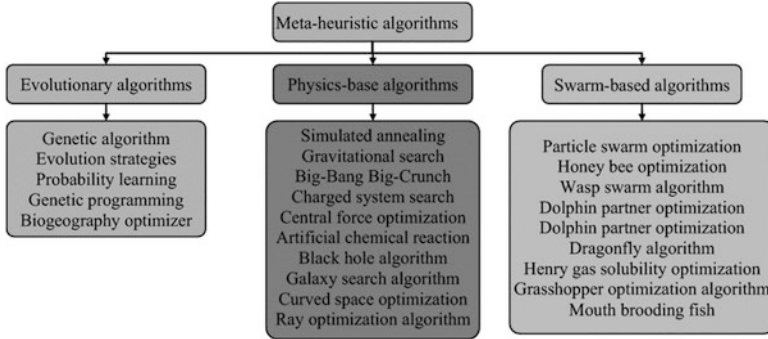 Meta-heuristic algorithms
Evolutionary algorithms
Physics-base algorithms
Swarm-based algorithms
Genetic algorithm
Evolution strategies
Probability learning
Genetic programming
Biogeography optimizer
Simulated annealing
Gravitational search
Big-Bang Big-Crunch
Charged system search
Central force optimization
Artificial chemical reaction
Black hole algorithm
Galaxy search algorithm
Curved space optimization
Ray optimization algorithm
Particle swarm optimization
Honey bee optimization
Wasp swarm algorithm
Dolphin partner optimization
Dolphin partner optimization
Dragonfly algorithm
Henry gas solubility optimization
Grasshopper optimization algorithm
Mouth brooding fish